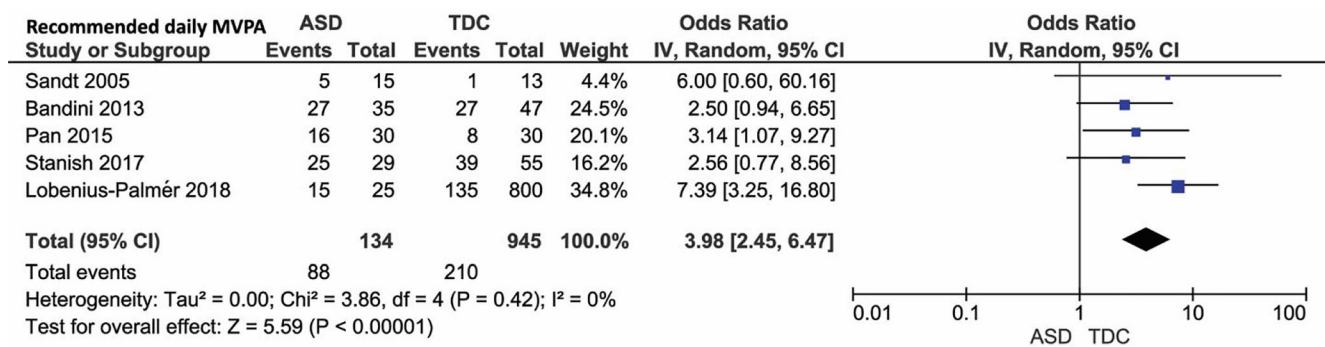 Recommended daily MVPA ASD TDC Odds Ratio Odds Ratio
Study or Subgroup Events Total Events Total Weight IV, Random, 95% CI IV, Random, 95% CI
Sandt 2005 5 15 1 13 4.4% 6.00 [0.60, 60.16]
Bandini 2013 27 35 27 47 24.5% 2.50 [0.94, 6.65]
Pan 2015 16 30 8 30 20.1% 3.14 [1.07, 9.27]
Stanish 2017 25 29 39 55 16.2% 2.56 [0.77, 8.56]
Lobenius-Palmér 2018 15 25 135 800 34.8% 7.39 [3.25, 16.80]
Total (95% CI) 134 945 100.0% 3.98 [2.45, 6.47]
Total events 88 210
Heterogeneity: Tau² = 0.00; Chi² = 3.86, df = 4 (P = 0.42); I² = 0%
Test for overall effect: Z = 5.59 (P < 0.00001)
0.01 0.1 1 10 100
ASD TDC